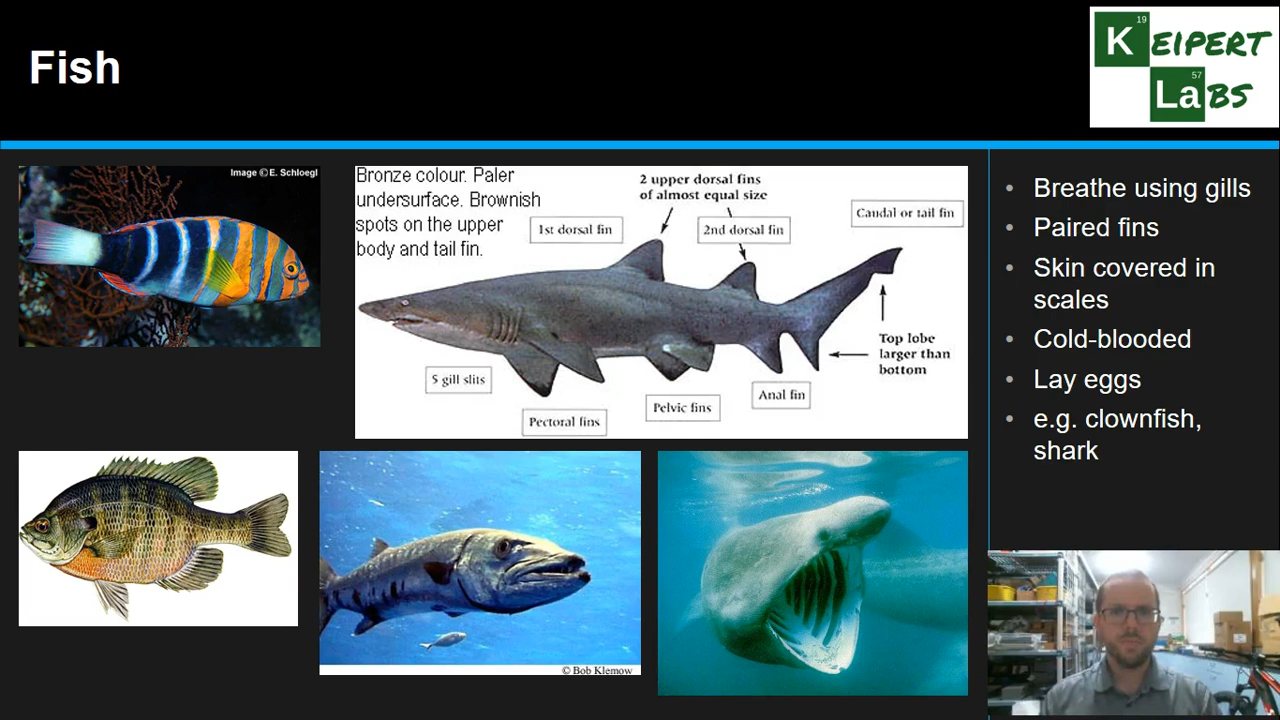 Fish
19
K EIPERT
57
La BS
Image ©E. Schloegl
Bronze colour. Paler
undersurface. Brownish
spots on the upper
body and tail fin.
2 upper dorsal fins
of almost equal size
1st dorsal fin
2nd dorsal fin
Caudal or tail fin
Top lobe
larger than
bottom
5 gill slits
Pectoral fins
Pelvic fins
Anal fin
© Bob Klemow
• Breathe using gills
• Paired fins
• Skin covered in
scales
• Cold-blooded
• Lay eggs
• e.g. clownfish,
shark